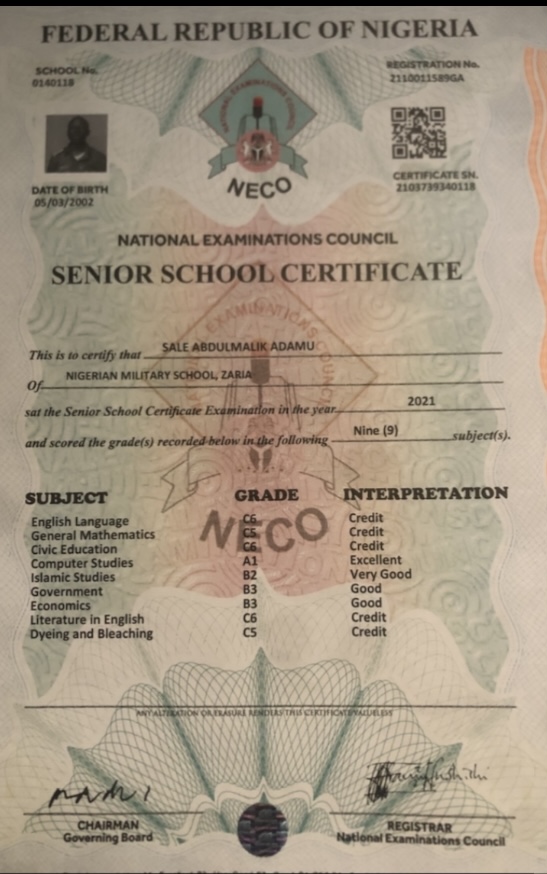 FEDERAL REPUBLIC OF NIGERIA
SCHOOL No.
0140118
REGISTRATION No.
2110011589GA
NATIONAL EXAMINATIONS COUNCIL
NECO
DATE OF BIRTH
05/03/2002
CERTIFICATE SN.
2103739340118
NATIONAL EXAMINATIONS COUNCIL
SENIOR SCHOOL CERTIFICATE
This is to certify that SALE ABDULMALIK ADAMU
Of NIGERIAN MILITARY SCHOOL, ZARIA
sat the Senior School Certificate Examination in the year 2021
and scored the grade(s) recorded below in the following Nine (9) subject(s).
SUBJECT GRADE INTERPRETATION
English Language C6 Credit
General Mathematics C5 Credit
Civic Education C6 Credit
Computer Studies A1 Excellent
Islamic Studies B2 Very Good
Government B3 Good
Economics B3 Good
Literature in English C6 Credit
Dyeing and Bleaching C5 Credit
NECO
ANY ALTERATION OR ERASURE RENDERS THIS CERTIFICATE VALUELESS
CHAIRMAN
Governing Board
REGISTRAR
National Examinations Council